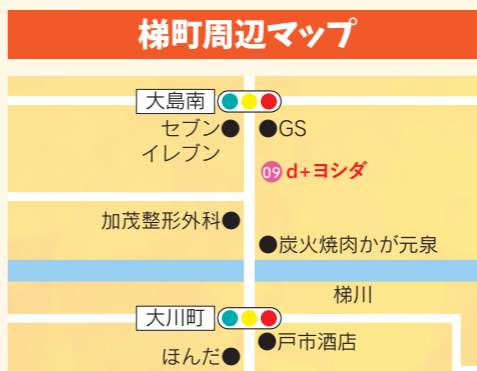 梯町周辺マップ
大島南
セブン
イレブン
GS
09 d+ヨシダ
加茂整形外科
炭火焼肉かが元泉
梯川
大川町
戸市酒店
ほんだ